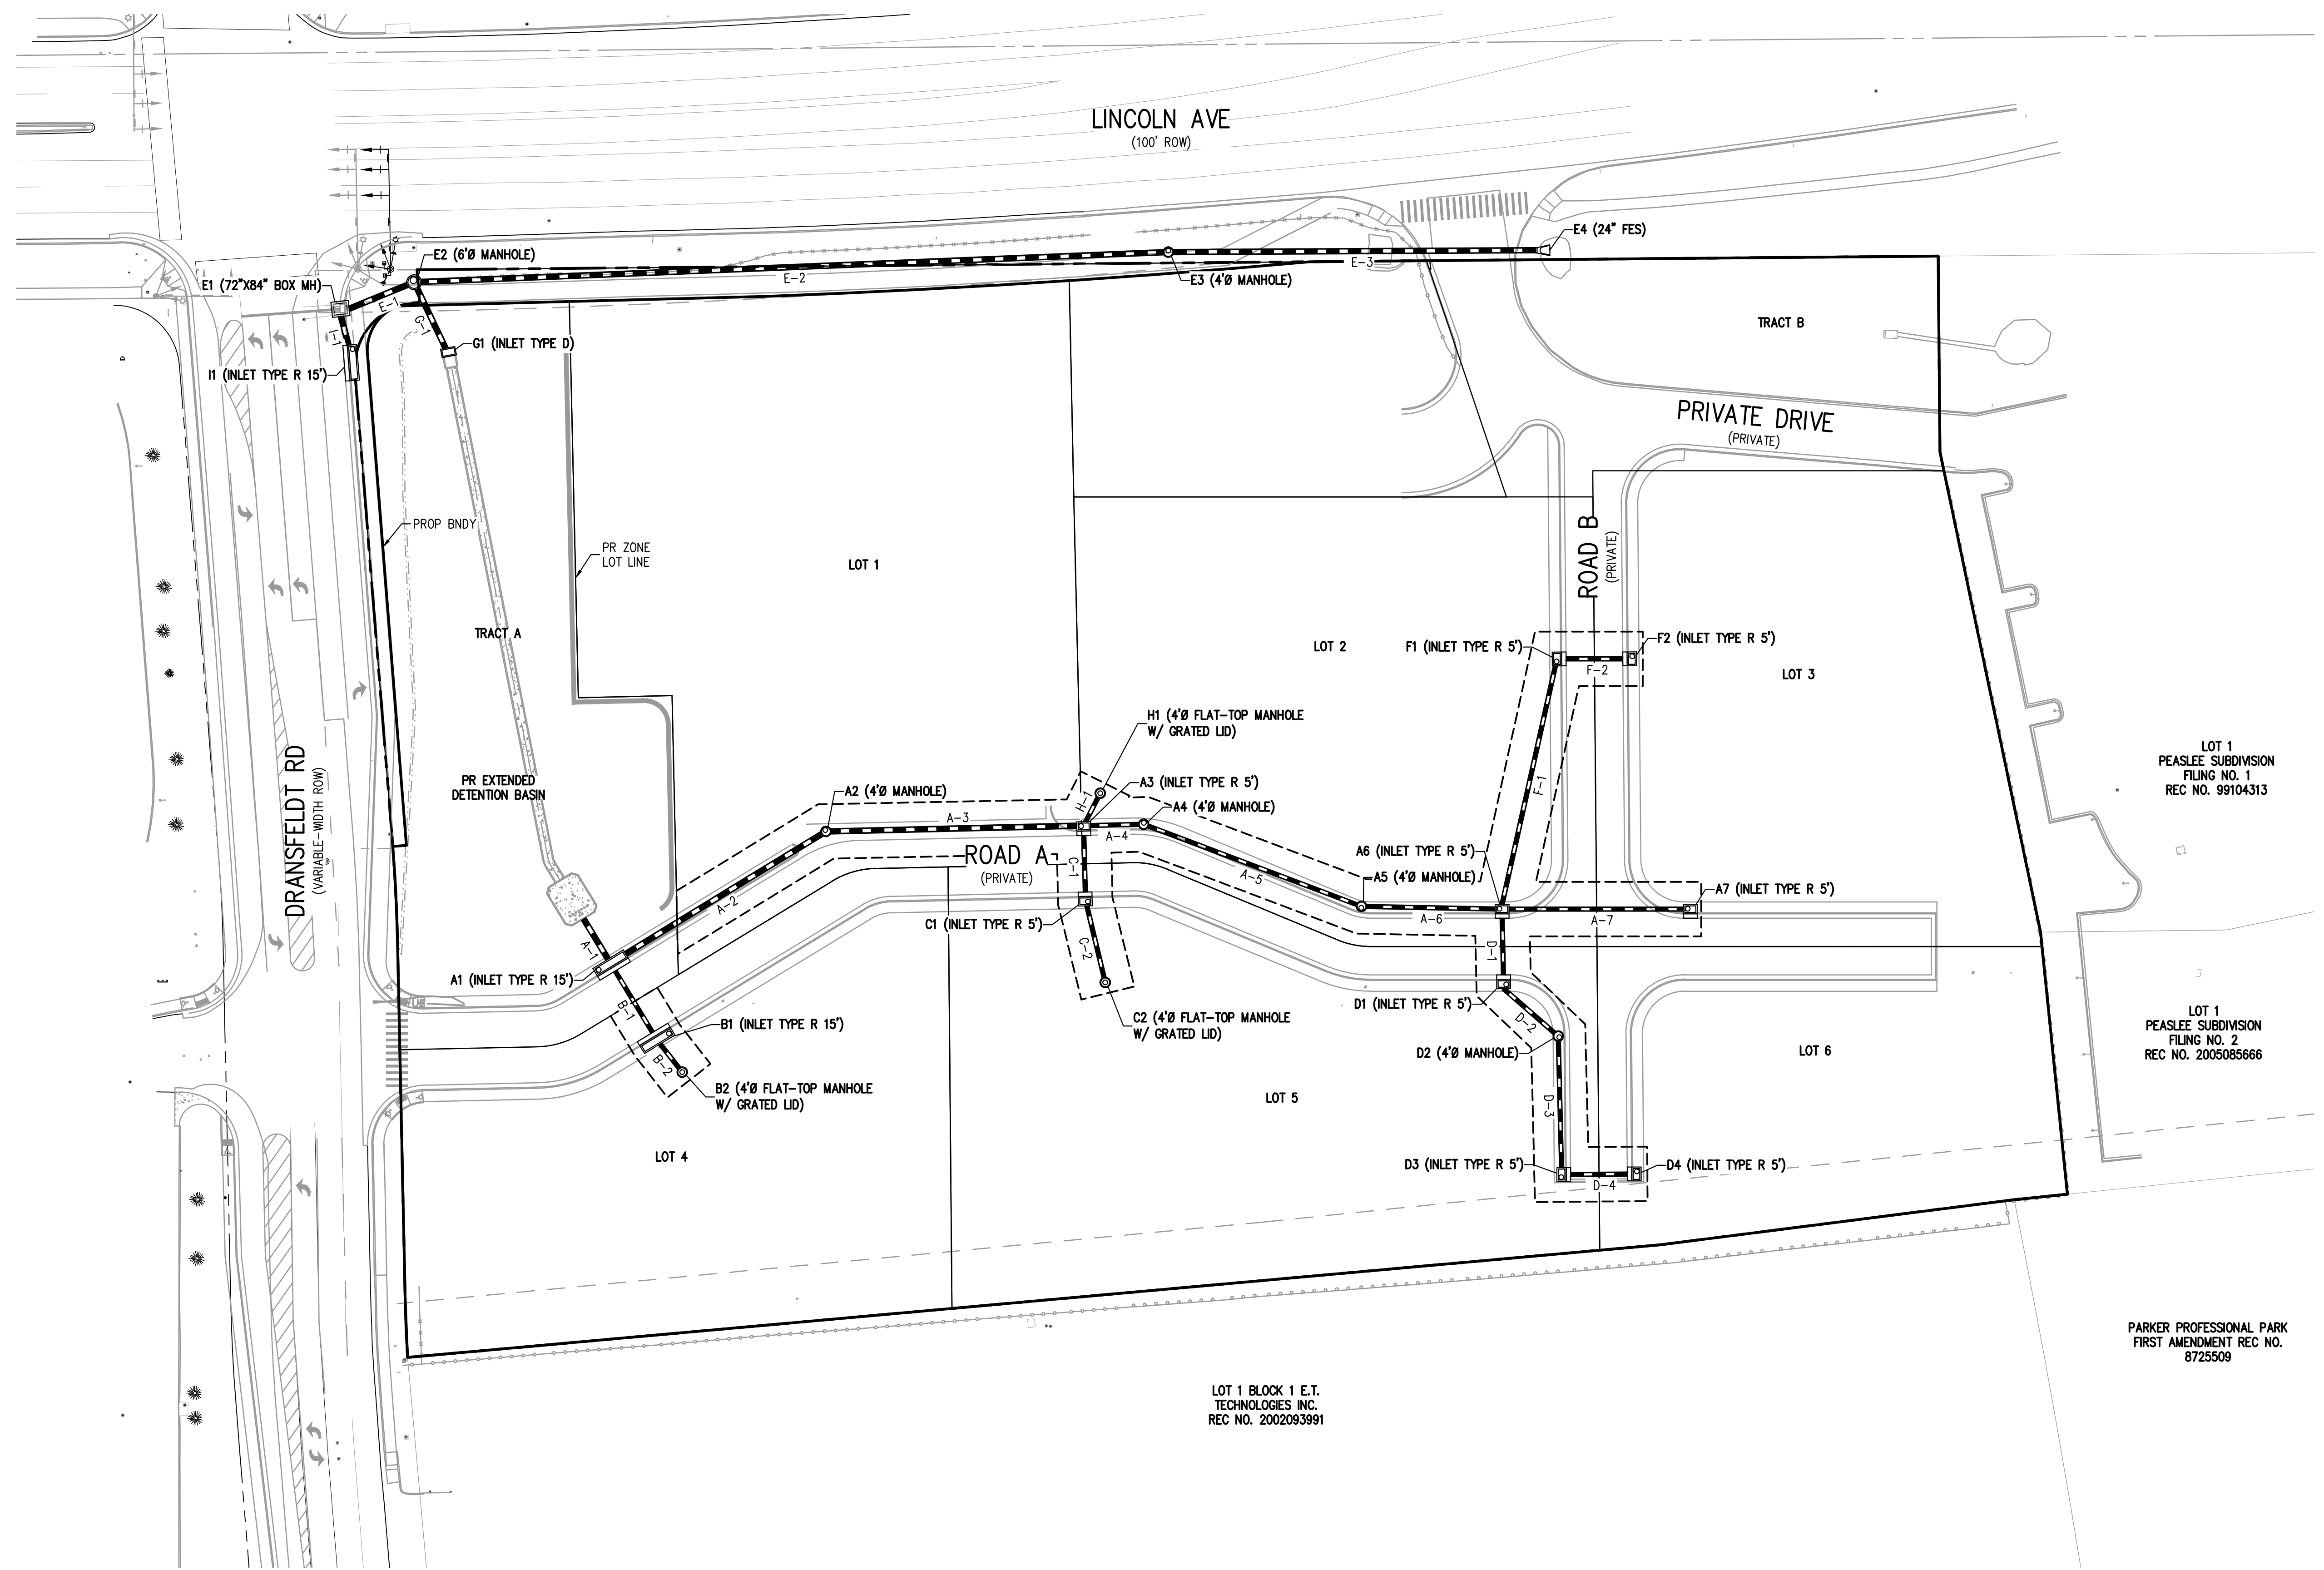 LINCOLN AVE
(100' ROW)
E2 (6'Ø MANHOLE)
E4 (24" FES)
E1 (72"X84" BOX MH)
E-2
E-3
E3 (4'Ø MANHOLE)
E-1
G-1
I-1
G1 (INLET TYPE D)
I1 (INLET TYPE R 15')
TRACT B
PRIVATE DRIVE
(PRIVATE)
PROP BNDY
PR ZONE
LOT LINE
LOT 1
ROAD B
(PRIVATE)
TRACT A
LOT 2
F1 (INLET TYPE R 5')
F2 (INLET TYPE R 5')
F-2
LOT 3
H1 (4'Ø FLAT-TOP MANHOLE
W/ GRATED LID)
LOT 1
PEASLEE SUBDIVISION
FILING NO. 1
REC NO. 99104313
DRANSFELDT RD
(VARIABLE-WIDTH ROW)
PR EXTENDED
DETENTION BASIN
A2 (4'Ø MANHOLE)
A3 (INLET TYPE R 5')
H-1
A4 (4'Ø MANHOLE)
F-1
A-3
A-4
ROAD A
(PRIVATE)
C-1
A6 (INLET TYPE R 5')
A-5
A5 (4'Ø MANHOLE)
A7 (INLET TYPE R 5')
A-2
A-6
A-7
C1 (INLET TYPE R 5')
A-1
C-2
D-1
A1 (INLET TYPE R 15')
B-1
D1 (INLET TYPE R 5')
B1 (INLET TYPE R 15')
C2 (4'Ø FLAT-TOP MANHOLE
W/ GRATED LID)
D-2
LOT 1
PEASLEE SUBDIVISION
FILING NO. 2
REC NO. 2005085666
D2 (4'Ø MANHOLE)
LOT 6
B-2
B2 (4'Ø FLAT-TOP MANHOLE
W/ GRATED LID)
LOT 5
D-3
LOT 4
D3 (INLET TYPE R 5')
D4 (INLET TYPE R 5')
D-4
PARKER PROFESSIONAL PARK
FIRST AMENDMENT REC NO.
8725509
LOT 1 BLOCK 1 E.T.
TECHNOLOGIES INC.
REC NO. 2002093991